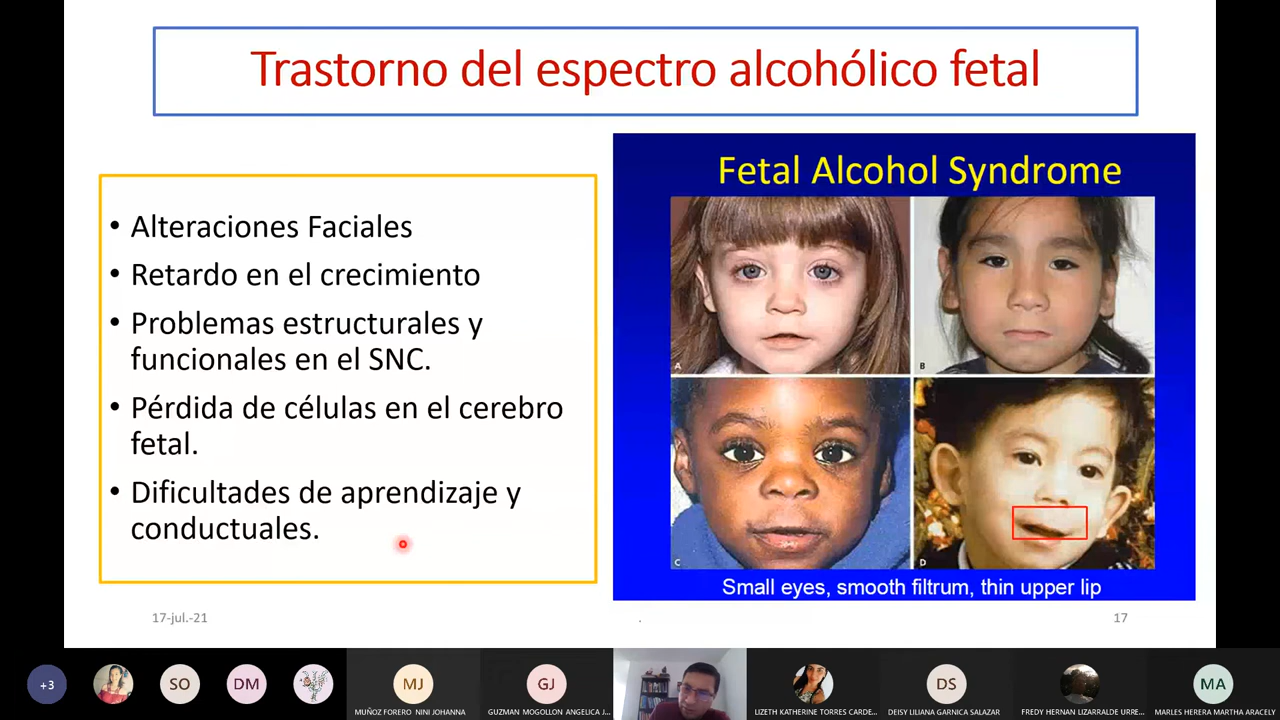 Trastorno del espectro alcohólico fetal
• Alteraciones Faciales
• Retardo en el crecimiento
• Problemas estructurales y
funcionales en el SNC.
• Pérdida de células en el cerebro
fetal.
• Dificultades de aprendizaje y
conductuales.
Fetal Alcohol Syndrome
A
B
C
D
Small eyes, smooth filtrum, thin upper lip
17-jul.-21
.
17
+3
SO
DM
MJ
MUÑOZ FORERO NINI JOHANNA
GJ
GUZMAN MOGOLLON ANGELICA J...
LIZETH KATHERINE TORRES CARDE...
DS
DEISY LILIANA GARNICA SALAZAR
FREDY HERNAN LIZARRALDE URRE...
MA
MARLES HERERA MARTHA ARACELY